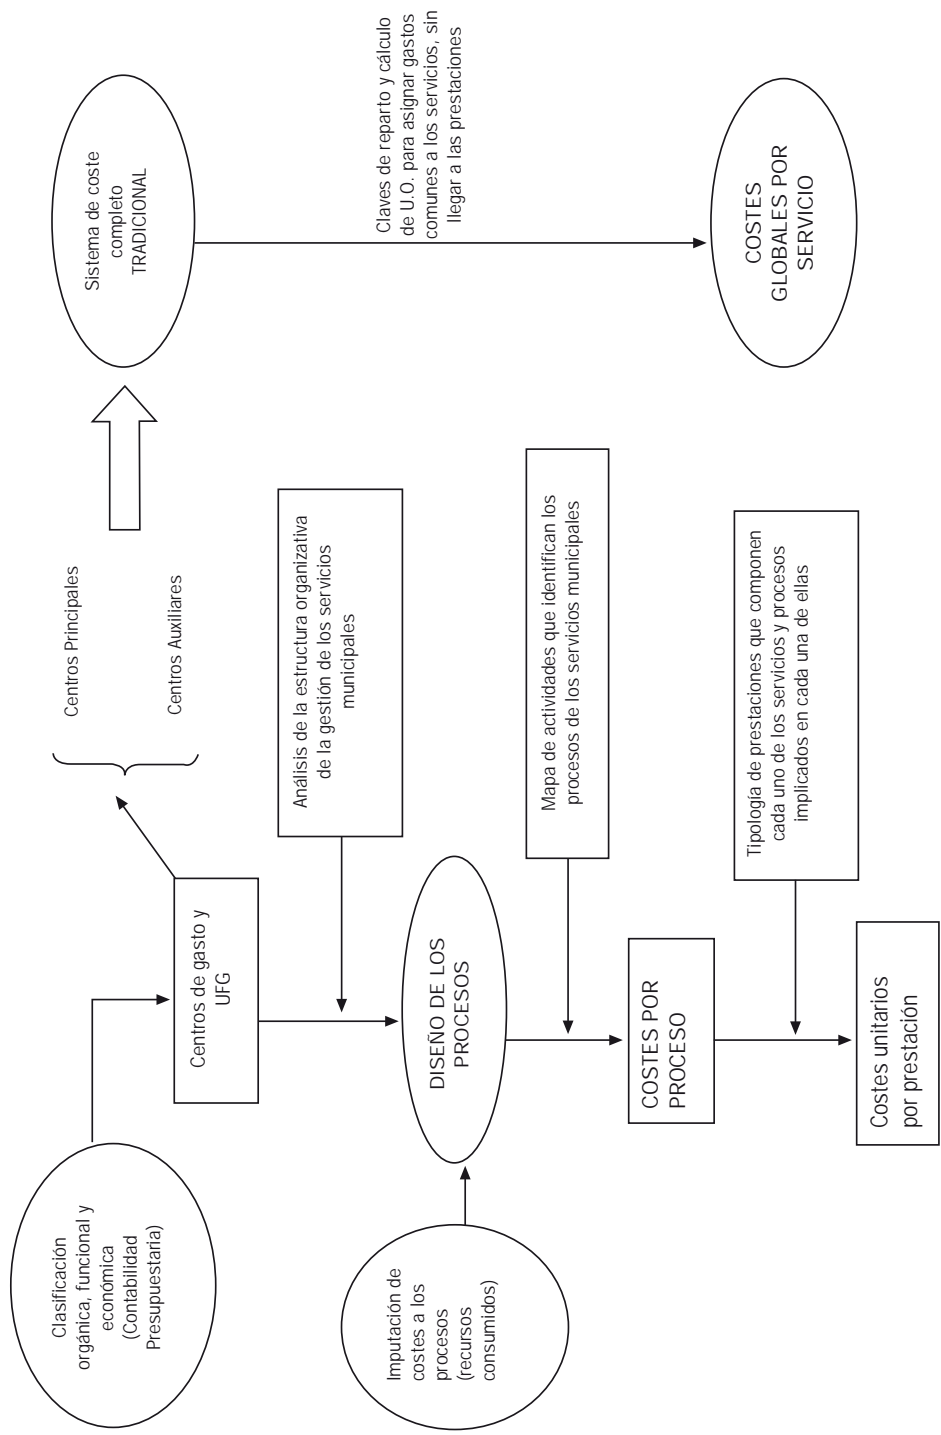 Clasificación
orgánica, funcional y
económica
(Contabilidad
Presupuestaria)
Centros de gasto y
UFG
Centros Principales
Centros Auxiliares
Sistema de coste
completo
TRADICIONAL
Análisis de la estructura organizativa
de la gestión de los servicios
municipales
Claves de reparto y cálculo
de U.O. para asignar gastos
comunes a los servicios, sin
llegar a las prestaciones
Imputación de
costes a los
procesos
(recursos
consumidos)
DISEÑO DE LOS
PROCESOS
Mapa de actividades que identifican los
procesos de los servicios municipales
COSTES POR
PROCESO
Tipología de prestaciones que componen
cada uno de los servicios y procesos
implicados en cada una de ellas
COSTES
GLOBALES POR
SERVICIO
Costes unitarios
por prestación